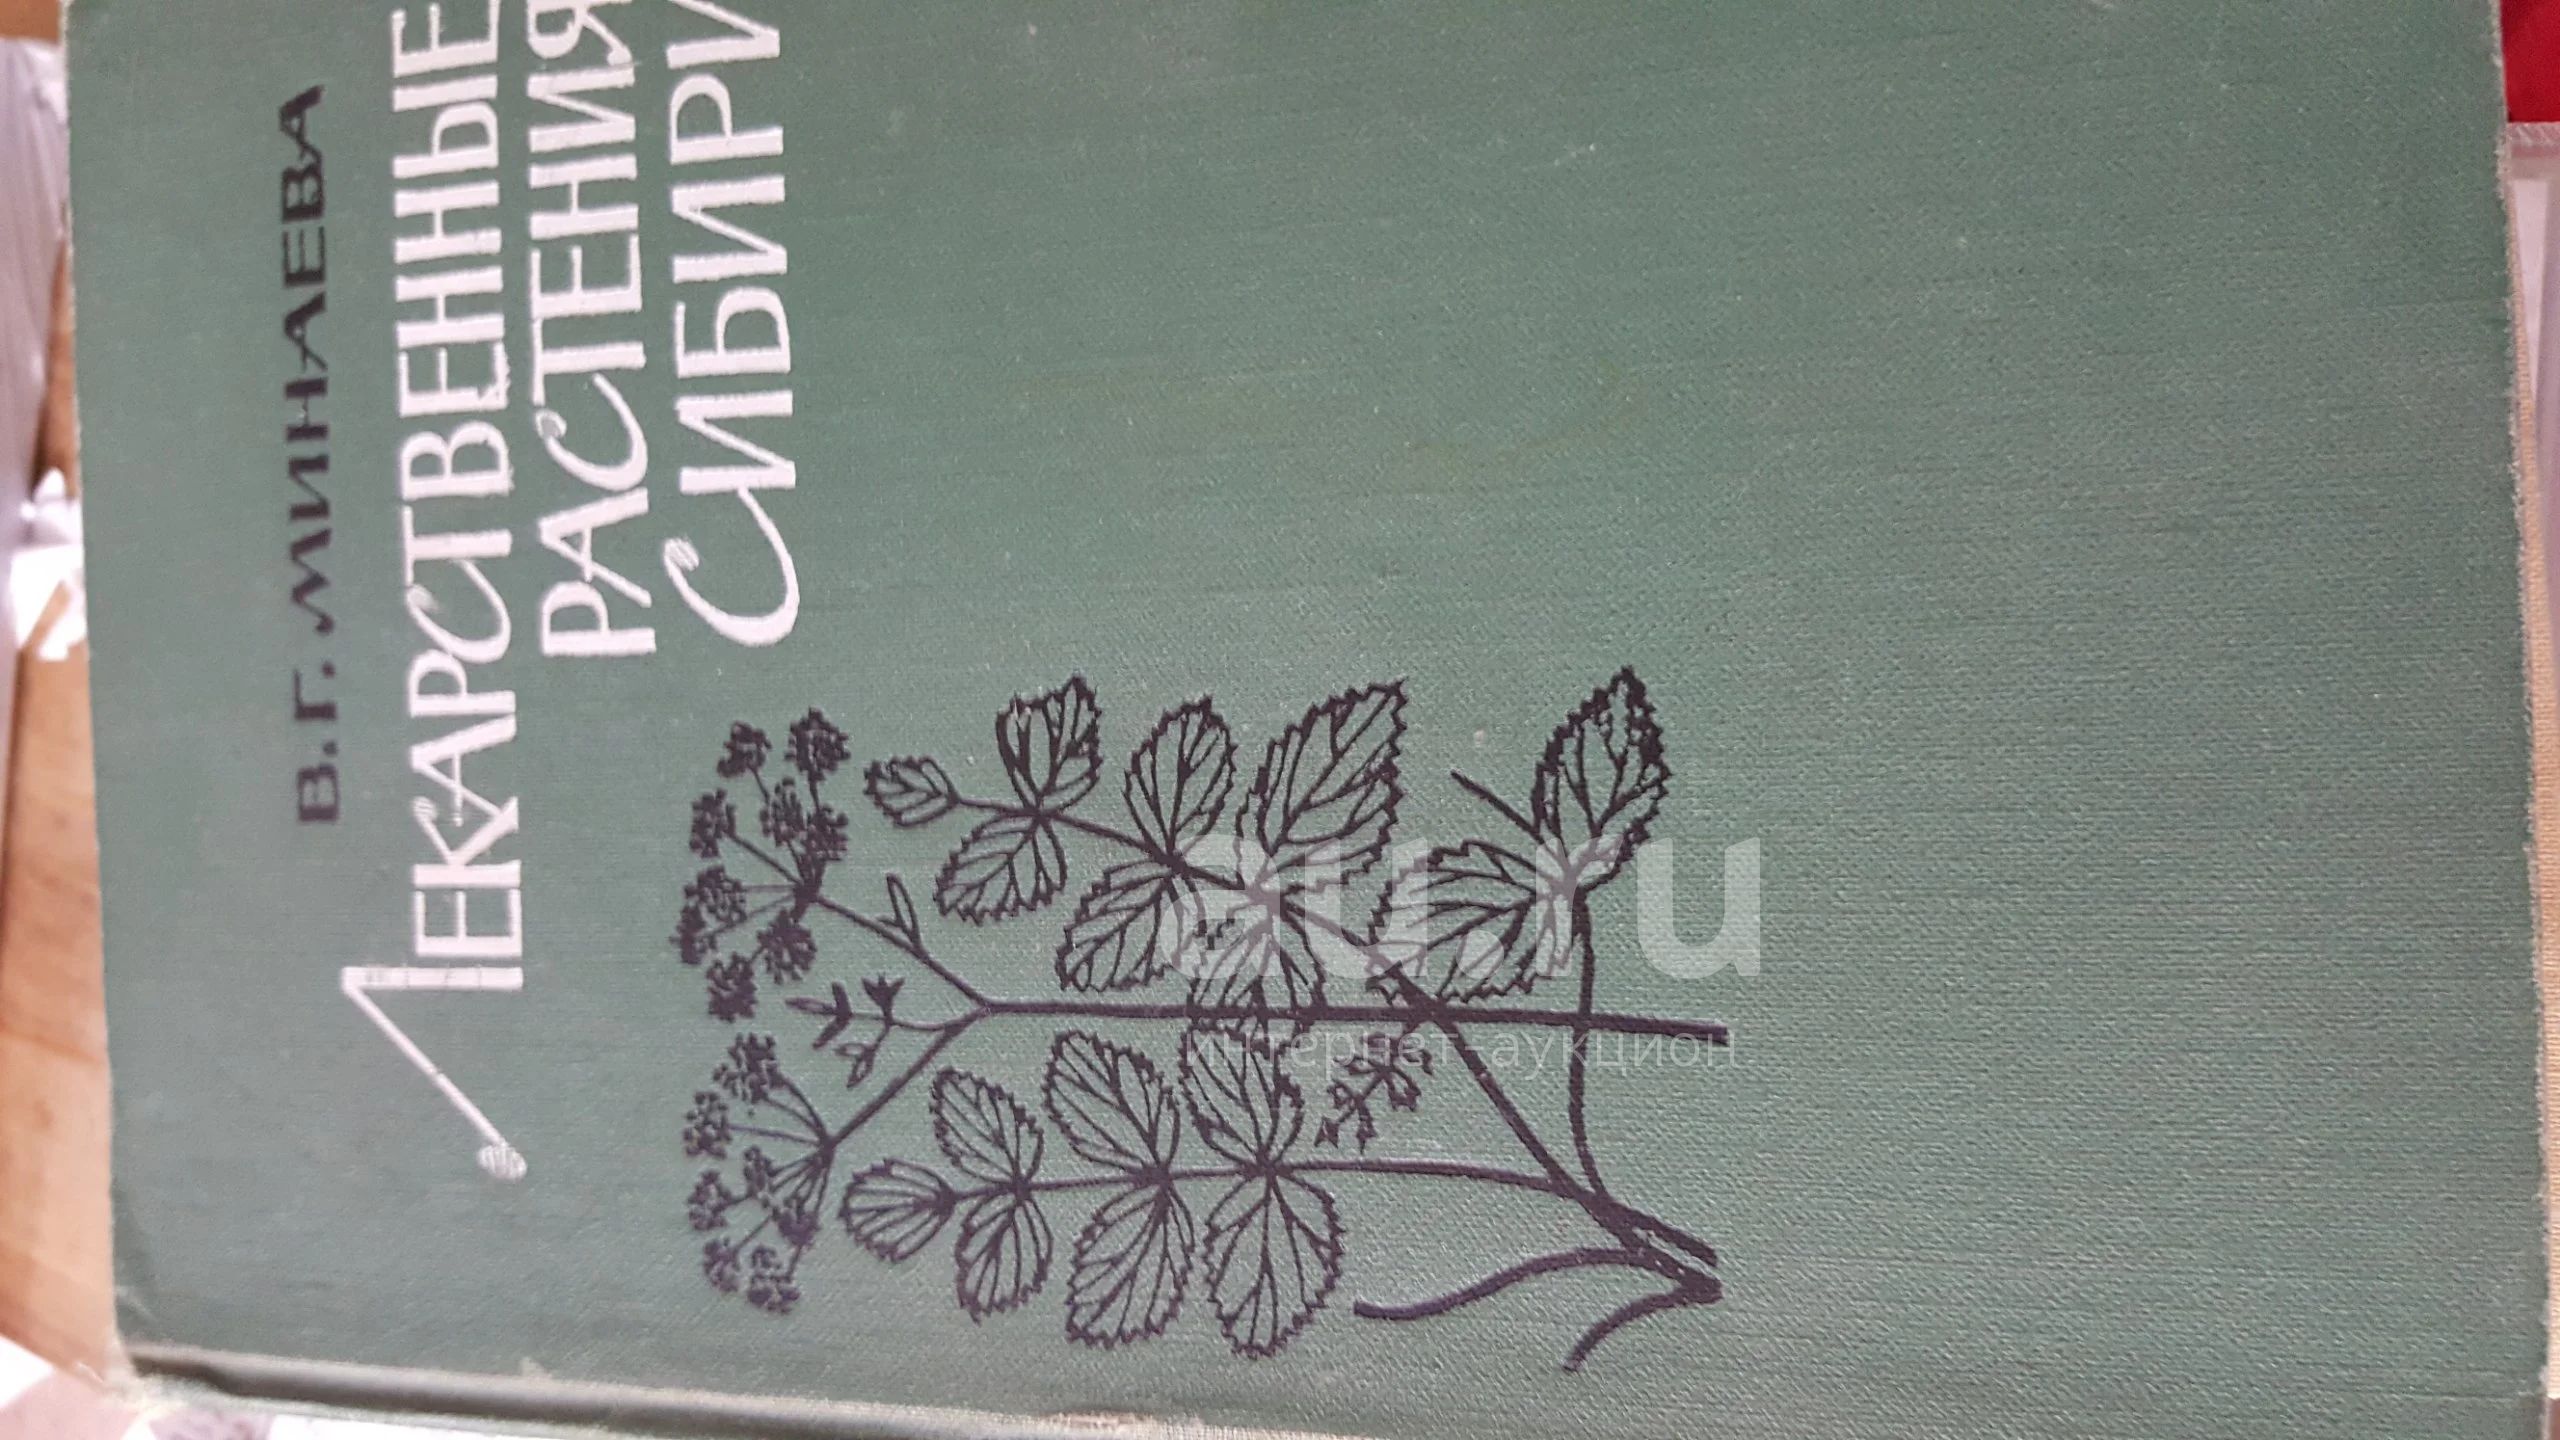 В.Г. МИНАЕВА
ЛЕКАРСТВЕННЫЕ
РАСТЕНИЯ
СИБИРИ
au.ru
интернет-аукцион